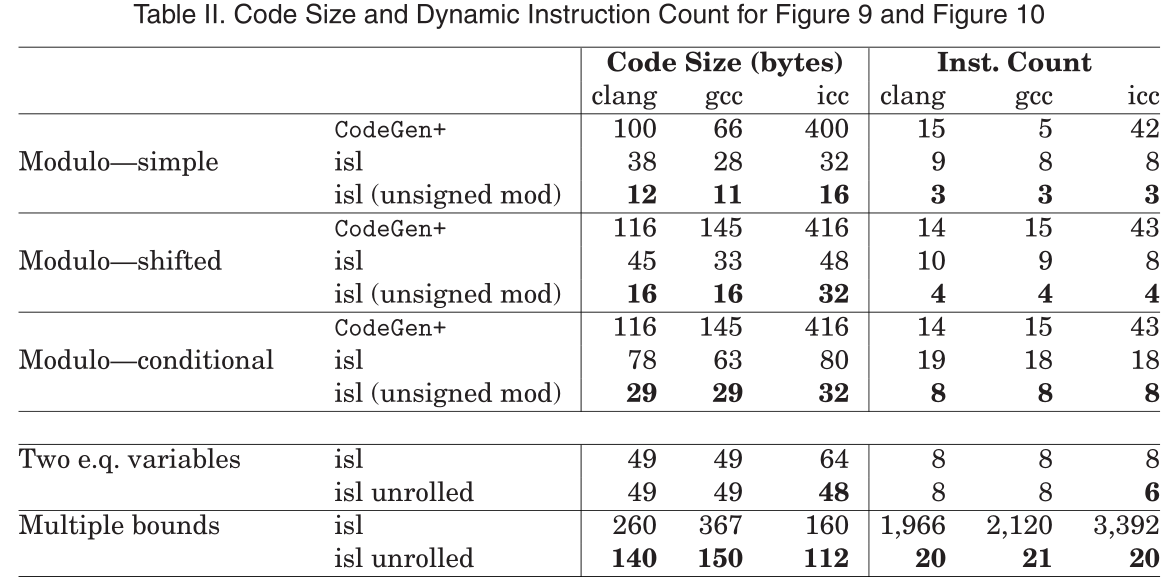 Table II. Code Size and Dynamic Instruction Count for Figure 9 and Figure 10
Code Size (bytes) Inst. Count
clang gcc icc clang gcc icc
CodeGen+ 100 66 400 15 5 42
Modulo—simple isl 38 28 32 9 8 8
isl (unsigned mod) 12 11 16 3 3 3
CodeGen+ 116 145 416 14 15 43
Modulo—shifted isl 45 33 48 10 9 8
isl (unsigned mod) 16 16 32 4 4 4
CodeGen+ 116 145 416 14 15 43
Modulo—conditional isl 78 63 80 19 18 18
isl (unsigned mod) 29 29 32 8 8 8
Two e.q. variables isl 49 49 64 8 8 8
isl unrolled 49 49 48 8 8 6
Multiple bounds isl 260 367 160 1,966 2,120 3,392
isl unrolled 140 150 112 20 21 20